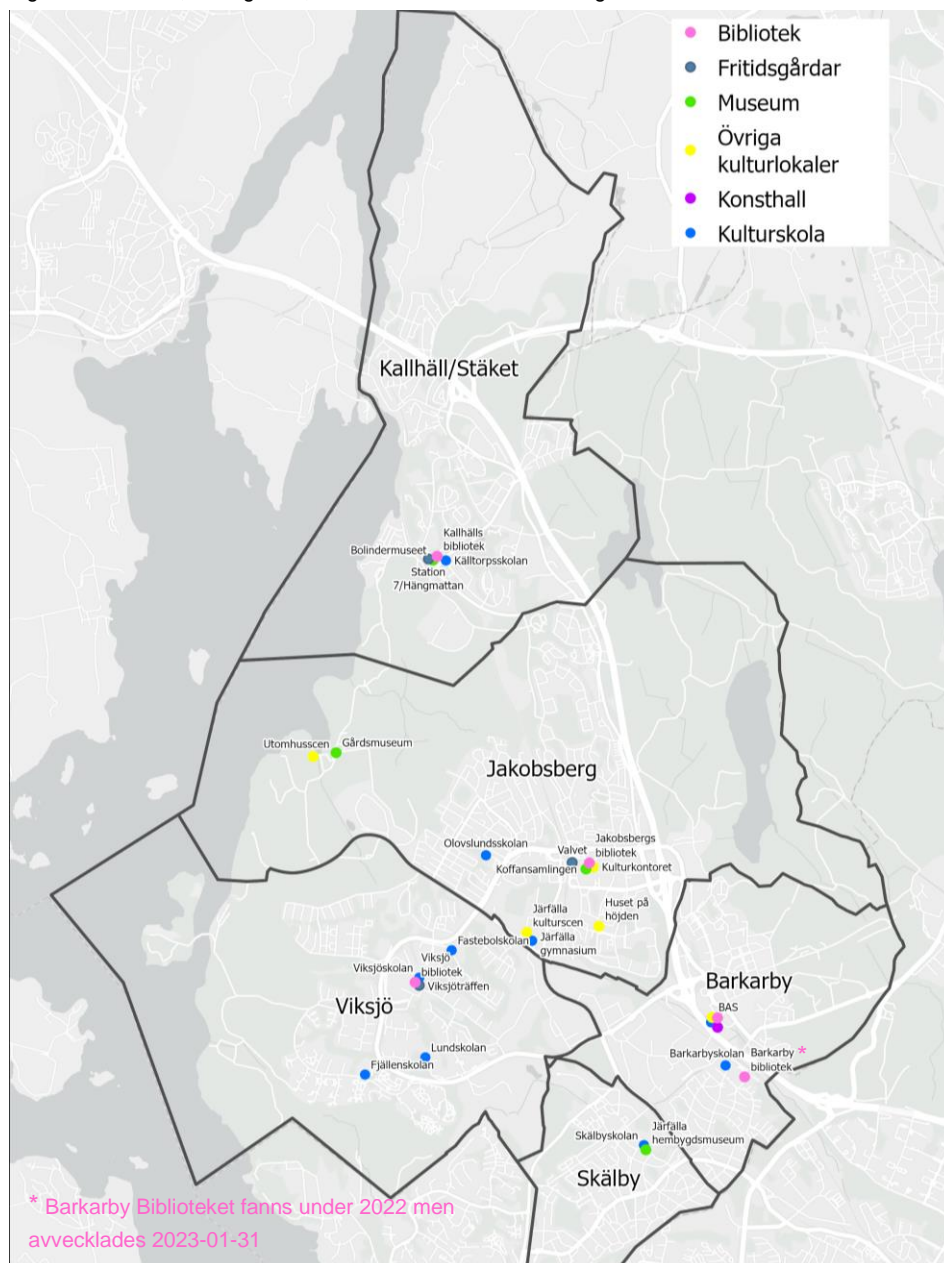 Bibliotek
Fritidsgårdar
Museum
Övriga
kulturlokaler
Konsthall
Kulturskola
Kallhäll/Stäket
Kallhälls
bibliotek
Bolindermuseet
Källtorpsskolan
Station
7/Hängmattan
Utomhusscen
Gårdsmuseum
Jakobsberg
Olovslundsskolan
Valvet
Jakobsbergs
bibliotek
Koffansamlingen
Kulturkontoret
Järfälla
kulturscen
Huset på
höjden
Fastebolskolan
Järfälla
gymnasium
Viksjöskolan
Viksjö
bibliotek
Viksjöträffen
Viksjö
Barkarby
BAS
Lundskolan
Fjällenskolan
Barkarbyskolan
Barkarby *
bibliotek
Skälbyskolan
Järfälla
hembygdsmuseum
Skälby
* Barkarby Biblioteket fanns under 2022 men
avvecklades 2023-01-31